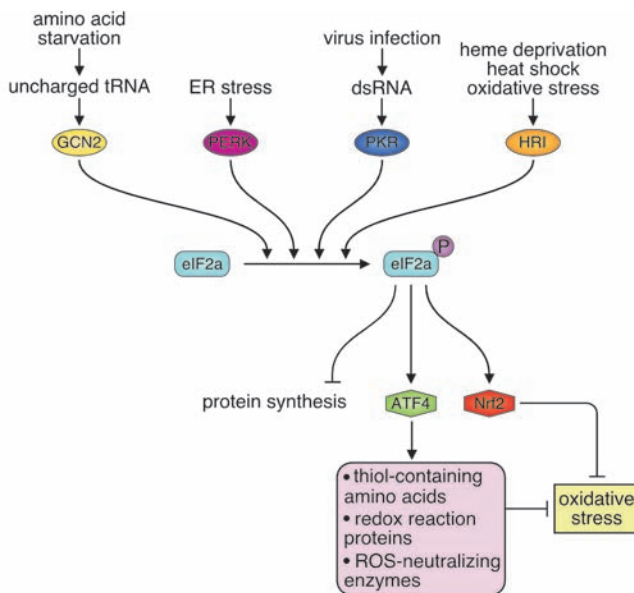 amino acid
starvation
uncharged tRNA
GCN2
ER stress
PERK
virus infection
dsRNA
PKR
heme deprivation
heat shock
oxidative stress
HRI
eIF2a
eIF2a
P
protein synthesis
ATF4
Nrf2
• thiol-containing
amino acids
• redox reaction
proteins
• ROS-neutralizing
enzymes
oxidative
stress